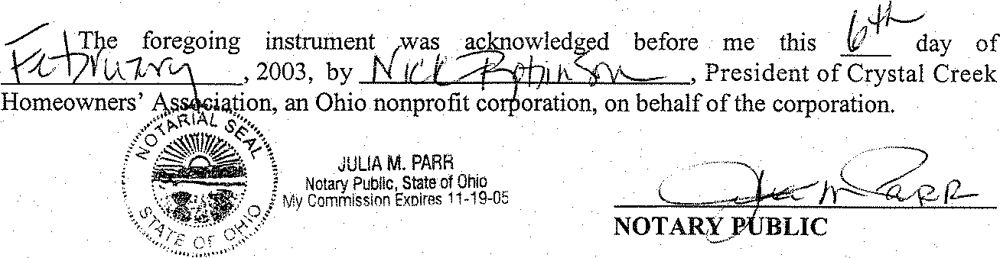 The foregoing instrument was acknowledged before me this 6th day of
February, 2003, by Nick Robinson, President of Crystal Creek
Homeowners' Association, an Ohio nonprofit corporation, on behalf of the corporation.
NOTARIAL SEAL
STATE OF OHIO
JULIA M. PARR
Notary Public, State of Ohio
My Commission Expires 11-19-05
Julia M Parr
NOTARY PUBLIC